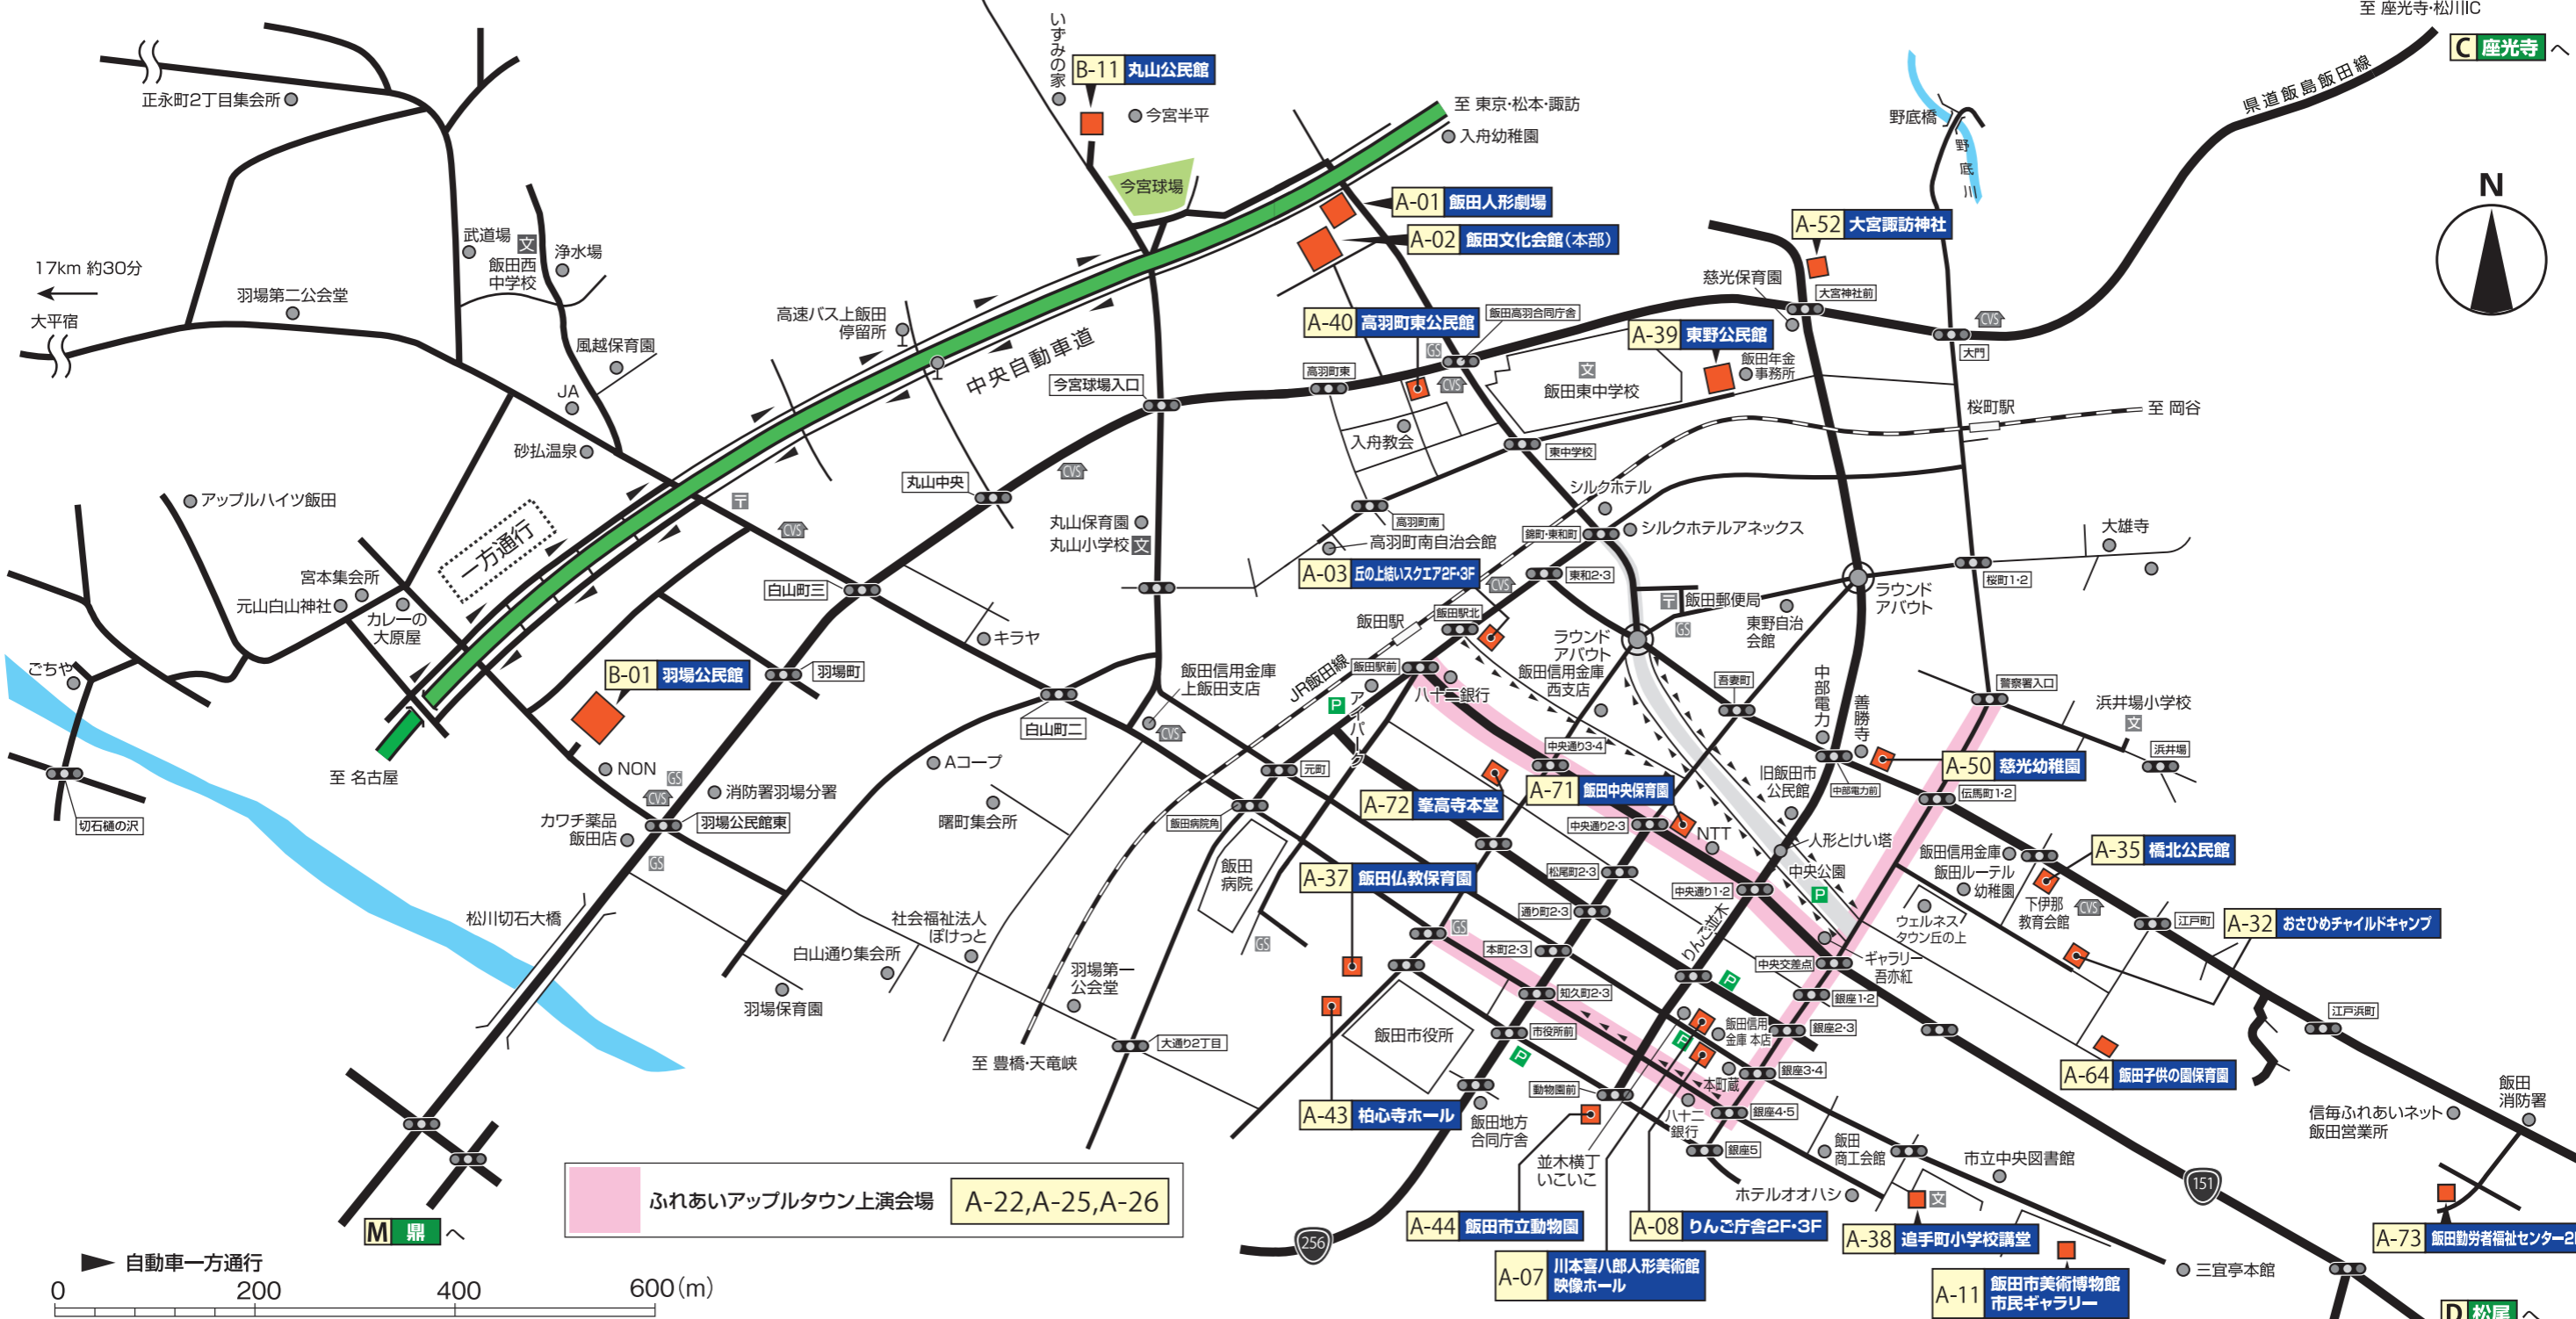 至 座光寺・松川IC
C 座光寺 へ
県道飯島飯田線
いずみの家
B-11 丸山公民館
今宮半平
正永町2丁目集会所
至 東京・松本・諏訪
入舟幼稚園
野底橋
野底川
N
今宮球場
A-01 飯田人形劇場
A-02 飯田文化会館(本部)
A-52 大宮諏訪神社
武道場
文
飯田西
中学校
浄水場
17km 約30分
大平宿
羽場第二公会堂
高速バス上飯田
停留所
中央自動車道
慈光保育園
大宮神社前
CVS
大門
A-40 高羽町東公民館
飯田高羽合同庁舎
GS
CVS
A-39 東野公民館
飯田年金
事務所
文
飯田東中学校
風越保育園
JA
今宮球場入口
高羽町東
入舟教会
東中学校
桜町駅
至 岡谷
砂払温泉
アップルハイツ飯田
一方通行
〒
CVS
丸山中央
CVS
丸山保育園
丸山小学校
文
高羽町南
高羽町南自治会館
シルクホテル
錦町・東和町
シルクホテルアネックス
大雄寺
A-03 丘の上結いスクエア2F・3F
CVS
東和2・3
桜町1・2
ラウンド
アバウト
宮本集会所
元山白山神社
カレーの
大原屋
白山町三
キラヤ
飯田駅
飯田駅北
〒
飯田郵便局
GS
東野自治
会館
ラウンド
アバウト
ごちや
B-01 羽場公民館
羽場町
飯田信用金庫
上飯田支店
CVS
JR飯田線
飯田駅前
アイパーク
P
八十二銀行
飯田信用金庫
西支店
吾妻町
中部電力
善勝寺
警察署入口
浜井場小学校
文
浜井場
白山町二
至 名古屋
NON
GS
CVS
Aコープ
元町
中央通り3・4
旧飯田市
公民館
中部電力前
A-50 慈光幼稚園
伝馬町1・2
切石樋の沢
消防署羽場分署
カワチ薬品
飯田店
羽場公民館東
GS
曙町集会所
飯田病院角
A-72 峯高寺本堂
A-71 飯田中央保育園
中央通り2・3
NTT
人形とけい塔
飯田信用金庫
A-35 橋北公民館
飯田
病院
A-37 飯田仏教保育園
松尾町2・3
中央公園
P
中央通り1・2
飯田ルーテル
幼稚園
下伊那
教育会館
CVS
松川切石大橋
社会福祉法人
ぽけっと
GS
GS
通り町2・3
りんご並木
ウェルネス
タウン丘の上
江戸町
A-32 おさひめチャイルドキャンプ
白山通り集会所
本町2・3
中央交差点
ギャラリー
吾亦紅
羽場保育園
羽場第一
公会堂
知久町2・3
P
銀座1・2
江戸浜町
至 豊橋・天竜峡
大通り2丁目
飯田市役所
市役所前
P
飯田信用
金庫 本店
P
銀座2・3
A-64 飯田子供の園保育園
A-43 柏心寺ホール
動物園前
本町蔵
銀座3・4
飯田地方
合同庁舎
八十二
銀行
銀座4・5
信毎ふれあいネット
飯田営業所
飯田
消防署
並木横丁
いこいこ
銀座5
飯田
商工会館
市立中央図書館
ふれあいアップルタウン上演会場 A-22,A-25,A-26
ホテルオオハシ
文
151
M 鼎 へ
256
A-44 飯田市立動物園
A-08 りんご庁舎2F・3F
A-38 追手町小学校講堂
A-73 飯田勤労者福祉センター2
自動車一方通行
A-07 川本喜八郎人形美術館
映像ホール
A-11 飯田市美術博物館
市民ギャラリー
三宜亭本館
0 200 400 600(m)
D 松尾 へ